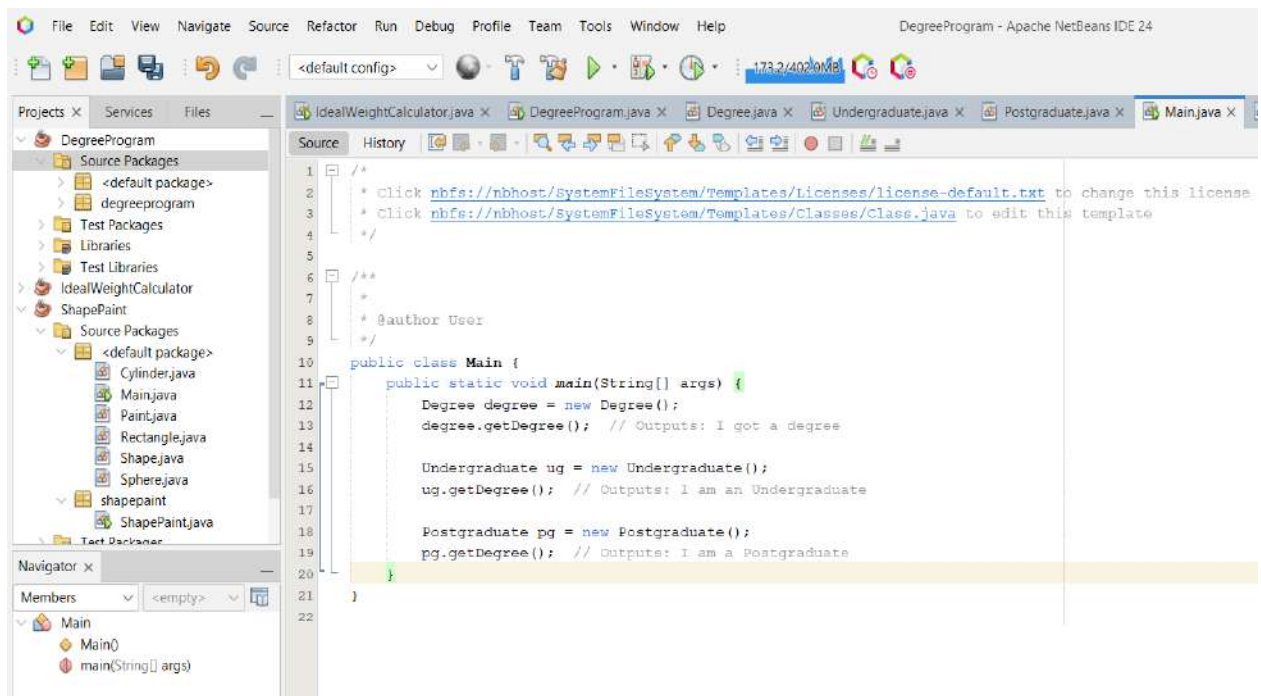 File Edit View Navigate Source Refactor Run Debug Profile Team Tools Window Help DegreeProgram - Apache NetBeans IDE 24
<default config> 173.2/402.0MB
Projects Services Files
IdealWeightCalculator.java DegreeProgram.java Degree.java Undergraduate.java Postgraduate.java Main.java
DegreeProgram
Source Packages
<default package>
degreeprogram
Test Packages
Libraries
Test Libraries
IdealWeightCalculator
ShapePaint
Source Packages
<default package>
Cylinder.java
Main.java
Paint.java
Rectangle.java
Shape.java
Sphere.java
shapepaint
ShapePaint.java
Test Packages
Navigator
Members <empty>
Main
Main()
main(String[] args)
Source History
1 /*
2 * Click nbfs://nbhost/SystemFileSystem/Templates/Licenses/license-default.txt to change this license
3 * Click nbfs://nbhost/SystemFileSystem/Templates/Classes/Class.java to edit this template
4 */
5
6 /**
7 *
8 * @author User
9 */
10 public class Main {
11 public static void main(String[] args) {
12 Degree degree = new Degree();
13 degree.getDegree(); // Outputs: I got a degree
14
15 Undergraduate ug = new Undergraduate();
16 ug.getDegree(); // Outputs: I am an Undergraduate
17
18 Postgraduate pg = new Postgraduate();
19 pg.getDegree(); // Outputs: I am a Postgraduate
20 }
21 }
22